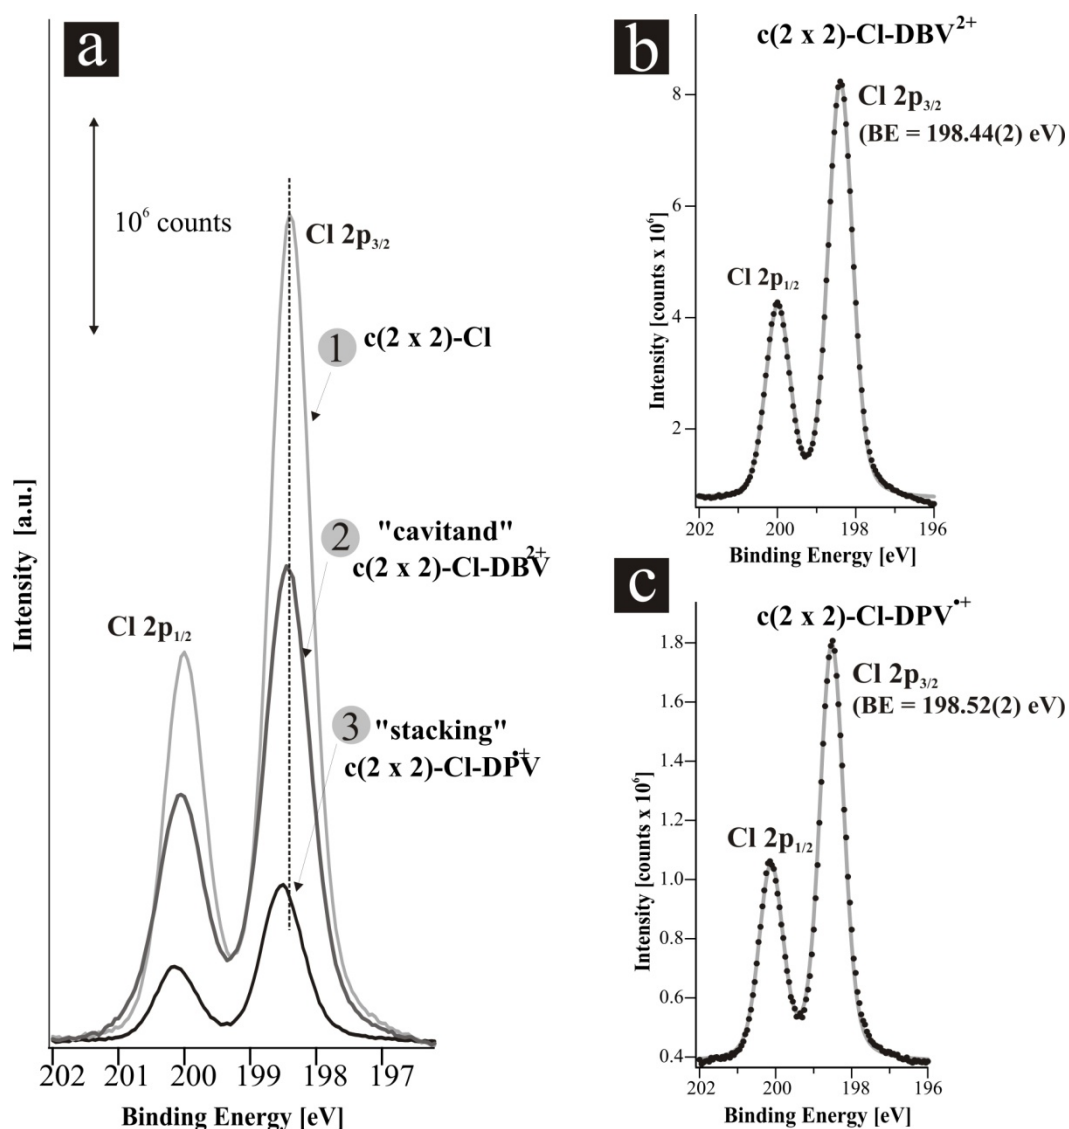 a
10⁶ counts
Cl 2p₃/₂
1 c(2 x 2)-Cl
2 "cavitand"
c(2 x 2)-Cl-DBV²⁺
Cl 2p₁/₂
3 "stacking"
c(2 x 2)-Cl-DPV•⁺
Intensity [a.u.]
202 201 200 199 198 197
Binding Energy [eV]
b
c(2 x 2)-Cl-DBV²⁺
Cl 2p₃/₂
(BE = 198.44(2) eV)
Cl 2p₁/₂
Intensity [counts x 10⁶]
8
6
4
2
202 200 198 196
Binding Energy [eV]
c
c(2 x 2)-Cl-DPV•⁺
Cl 2p₃/₂
(BE = 198.52(2) eV)
Cl 2p₁/₂
Intensity [counts x 10⁶]
1.8
1.6
1.4
1.2
1.0
0.8
0.6
0.4
202 200 198 196
Binding Energy [eV]